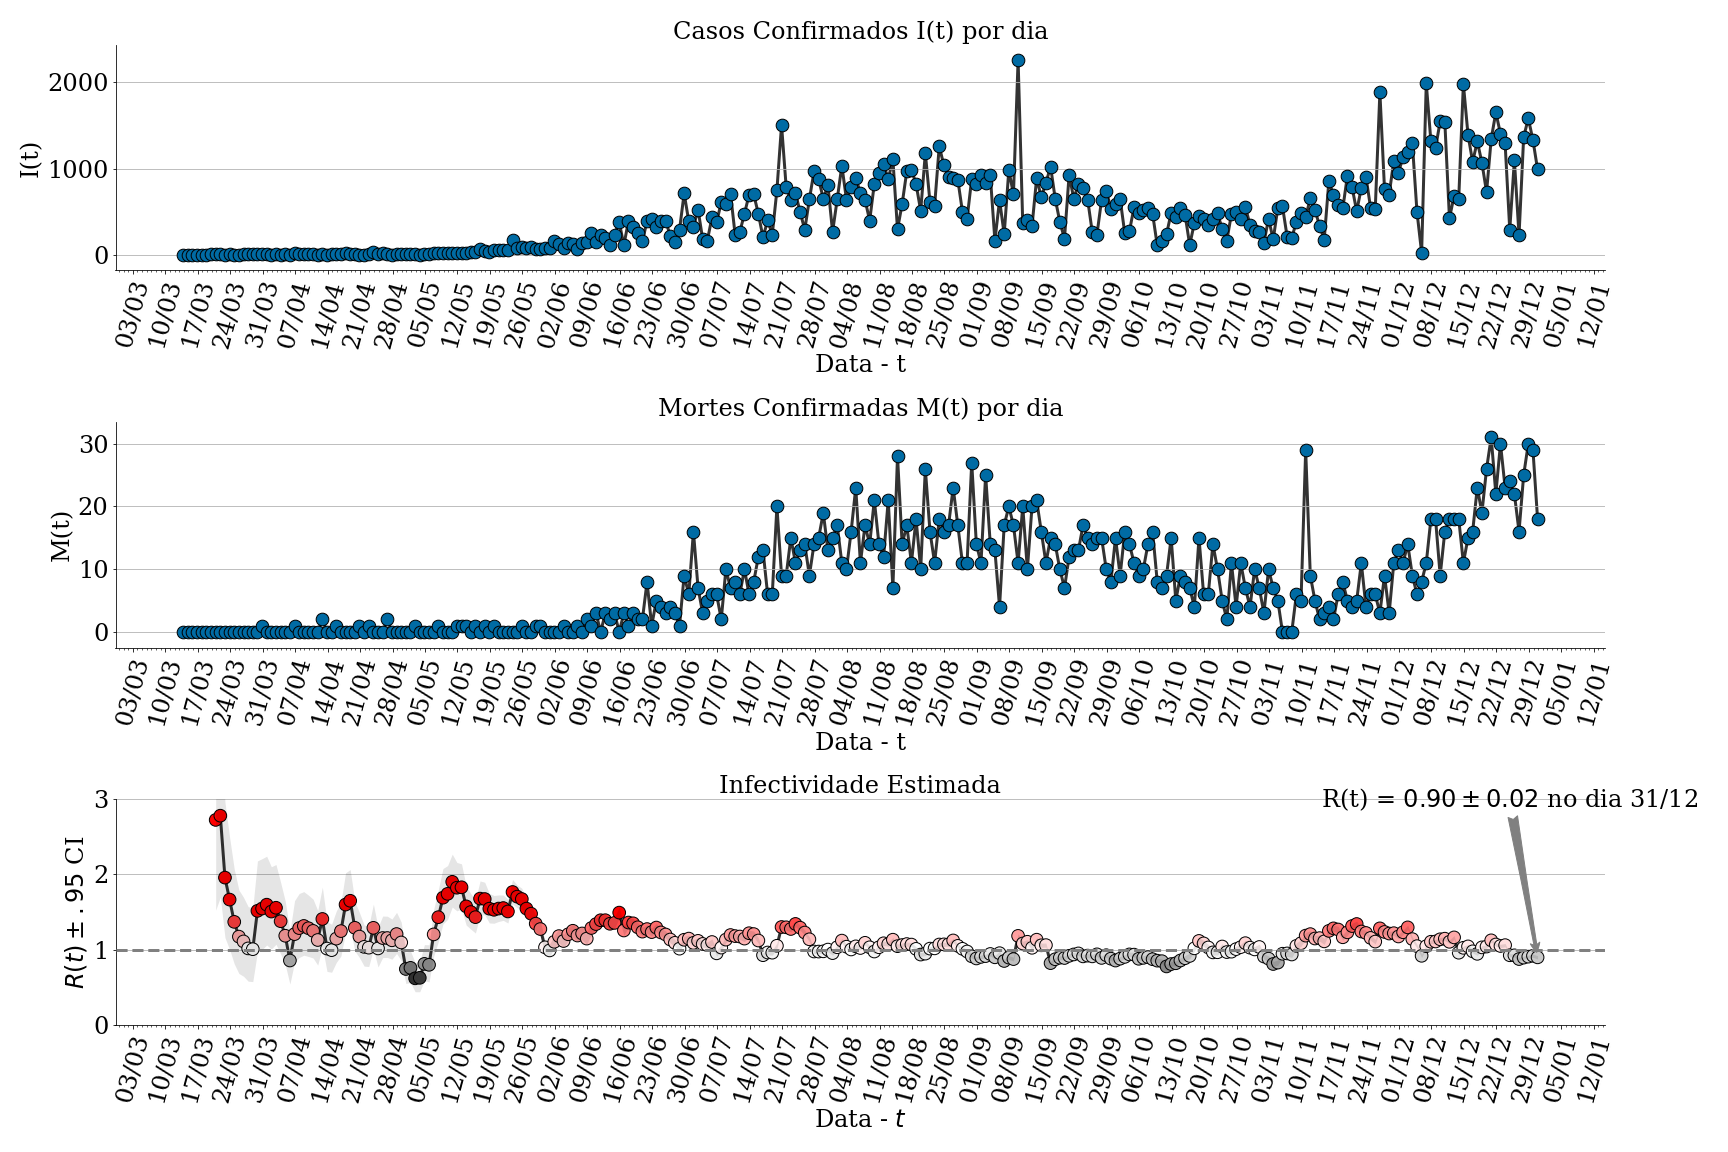 Casos Confirmados I(t) por dia
I(t)
2000
1000
0
03/03 10/03 17/03 24/03 31/03 07/04 14/04 21/04 28/04 05/05 12/05 19/05 26/05 02/06 09/06 16/06 23/06 30/06 07/07 14/07 21/07 28/07 04/08 11/08 18/08 25/08 01/09 08/09 15/09 22/09 29/09 06/10 13/10 20/10 27/10 03/11 10/11 17/11 24/11 01/12 08/12 15/12 22/12 29/12 05/01 12/01
Data - t
Mortes Confirmadas M(t) por dia
M(t)
30
20
10
0
03/03 10/03 17/03 24/03 31/03 07/04 14/04 21/04 28/04 05/05 12/05 19/05 26/05 02/06 09/06 16/06 23/06 30/06 07/07 14/07 21/07 28/07 04/08 11/08 18/08 25/08 01/09 08/09 15/09 22/09 29/09 06/10 13/10 20/10 27/10 03/11 10/11 17/11 24/11 01/12 08/12 15/12 22/12 29/12 05/01 12/01
Data - t
Infectividade Estimada
R(t) = 0.90 ± 0.02 no dia 31/12
R(t) ± .95 CI
3
2
1
0
03/03 10/03 17/03 24/03 31/03 07/04 14/04 21/04 28/04 05/05 12/05 19/05 26/05 02/06 09/06 16/06 23/06 30/06 07/07 14/07 21/07 28/07 04/08 11/08 18/08 25/08 01/09 08/09 15/09 22/09 29/09 06/10 13/10 20/10 27/10 03/11 10/11 17/11 24/11 01/12 08/12 15/12 22/12 29/12 05/01 12/01
Data - t